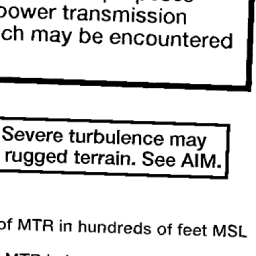 power transmission
ch may be encountered
Severe turbulence may
rugged terrain. See AIM.
of MTR in hundreds of feet MSL